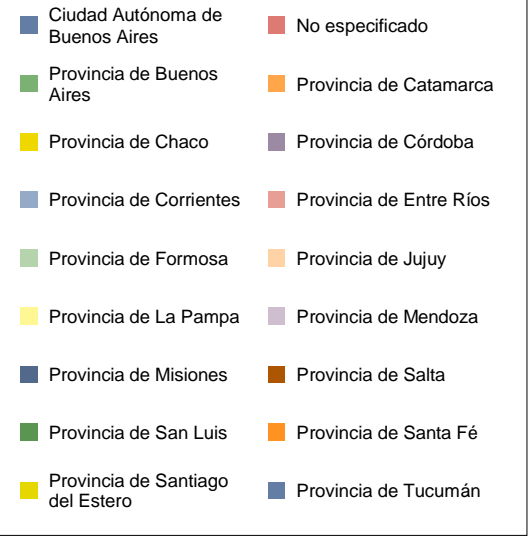 Ciudad Autónoma de
Buenos Aires
No especificado
Provincia de Buenos
Aires
Provincia de Catamarca
Provincia de Chaco
Provincia de Córdoba
Provincia de Corrientes
Provincia de Entre Ríos
Provincia de Formosa
Provincia de Jujuy
Provincia de La Pampa
Provincia de Mendoza
Provincia de Misiones
Provincia de Salta
Provincia de San Luis
Provincia de Santa Fé
Provincia de Santiago
del Estero
Provincia de Tucumán